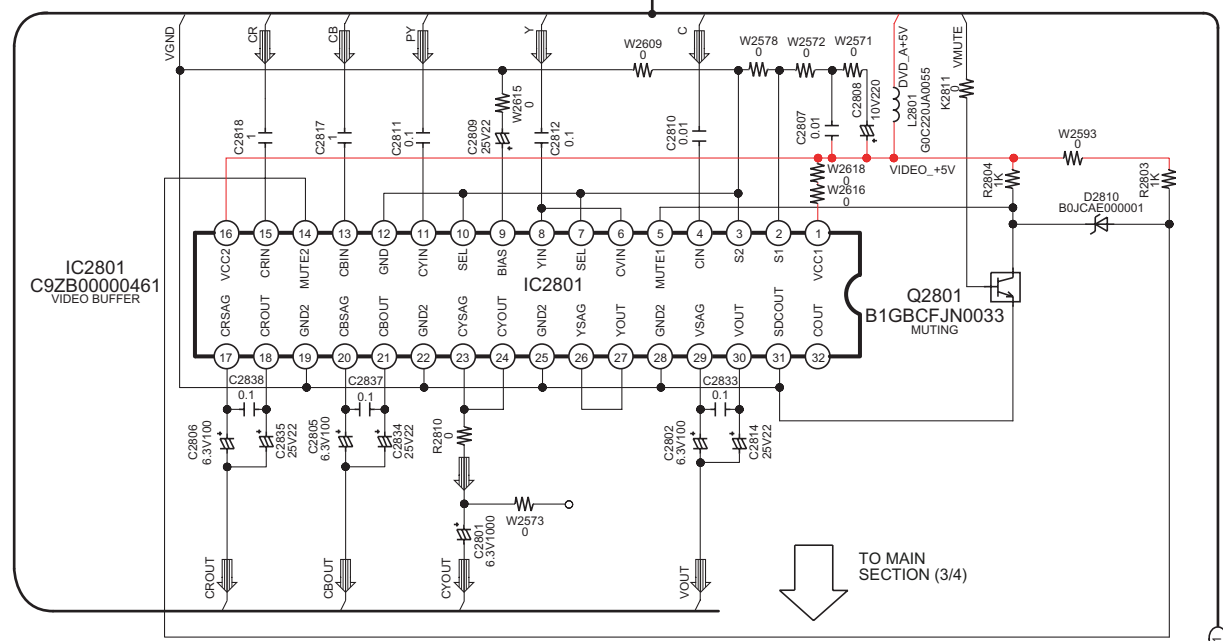 VGND
CR
CB
PY
Y
C
DVD_A+5V
VMUTE
W2609
0
W2578
0
W2572
0
W2571
0
W2615
0
C2818
1
C2817
1
C2811
0.1
C2809
25V22
C2812
0.1
C2810
0.01
C2807
0.01
C2808
10V220
L2801
G0C220JA0055
K2811
0
W2593
0
W2618
0
W2616
0
VIDEO_+5V
R2804
1K
R2803
1K
D2810
B0JCAE000001
16
15
14
13
12
11
10
9
8
7
6
5
4
3
2
1
VCC2
CRIN
MUTE2
CBIN
GND
CYIN
SEL
BIAS
YIN
SEL
CVIN
MUTE1
CIN
S2
S1
VCC1
IC2801
C9ZB00000461
VIDEO BUFFER
IC2801
Q2801
B1GBCFJN0033
MUTING
CRSAG
CROUT
GND2
CBSAG
CBOUT
GND2
CYSAG
CYOUT
GND2
YSAG
YOUT
GND2
VSAG
VOUT
SDCOUT
COUT
17
18
19
20
21
22
23
24
25
26
27
28
29
30
31
32
C2838
0.1
C2837
0.1
C2833
0.1
C2806
6.3V100
C2835
25V22
C2805
6.3V100
C2834
25V22
R2810
0
C2802
6.3V100
C2814
25V22
W2573
0
C2801
6.3V1000
CROUT
CBOUT
CYOUT
VOUT
TO MAIN
SECTION (3/4)